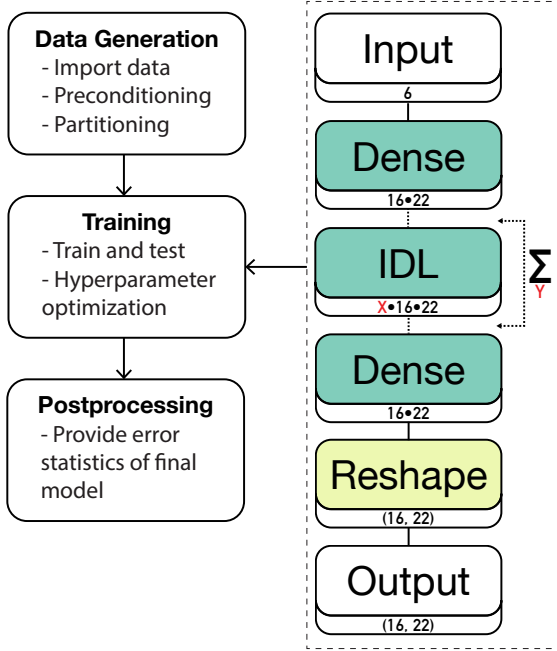 Data Generation
- Import data
- Preconditioning
- Partitioning
Training
- Train and test
- Hyperparameter
optimization
Postprocessing
- Provide error
statistics of final
model
Input
6
Dense
16•22
IDL
X•16•22
Σ
Y
Dense
16•22
Reshape
(16, 22)
Output
(16, 22)